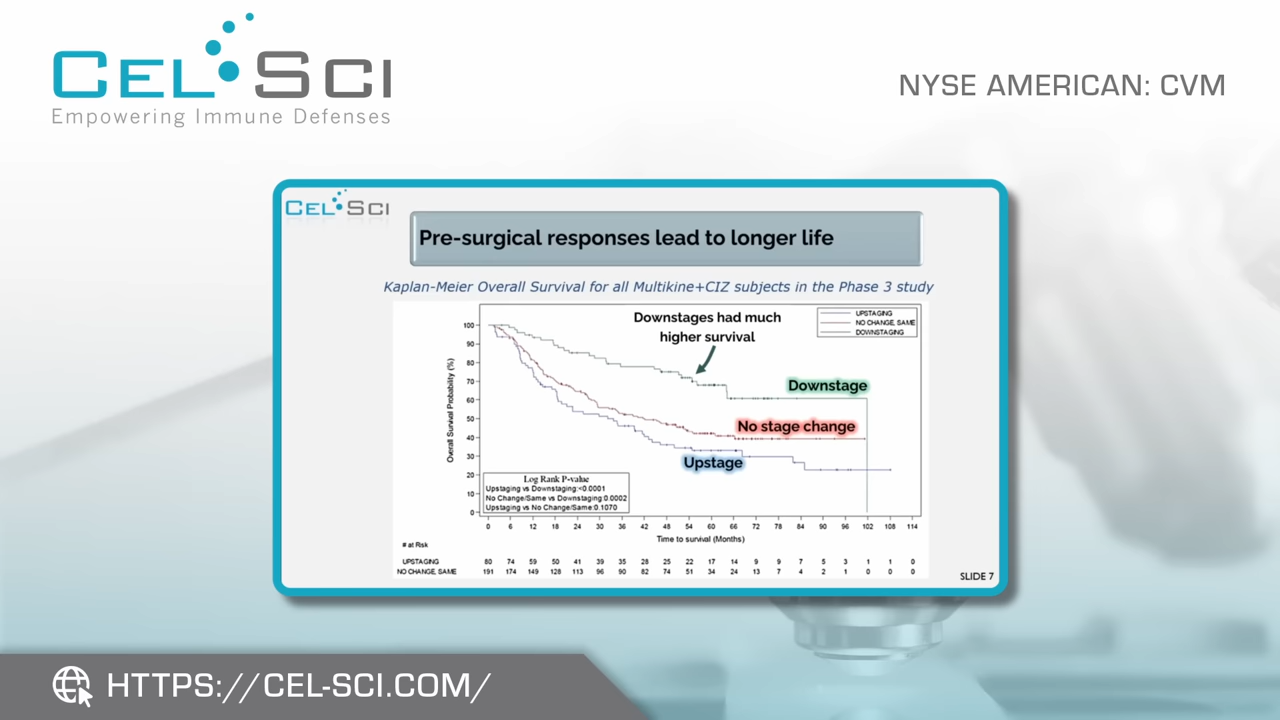 CEL SCI
Empowering Immune Defenses
NYSE AMERICAN: CVM
CEL SCI
Pre-surgical responses lead to longer life
Kaplan-Meier Overall Survival for all Multikine+CIZ subjects in the Phase 3 study
Downstages had much
higher survival
UPSTAGING
NO CHANGE, SAME
DOWNSTAGING
Downstage
No stage change
Upstage
Overall Survival Probability (%)
100
90
80
70
60
50
40
30
20
10
0
Log Rank P-value
Upstaging vs Downstaging:<0.0001
No Change/Same vs Downstaging:0.0002
Upstaging vs No Change/Same:0.1070
0 6 12 18 24 30 36 42 48 54 60 66 72 78 84 90 96 102 108 114
Time to survival (Months)
# at Risk
UPSTAGING 80 74 59 50 41 39 35 28 25 22 17 14 9 9 7 5 3 1 1 0
NO CHANGE, SAME 191 174 149 128 113 96 90 82 74 51 34 24 13 7 4 2 1 0 0 0
SLIDE 7
HTTPS://CEL-SCI.COM/